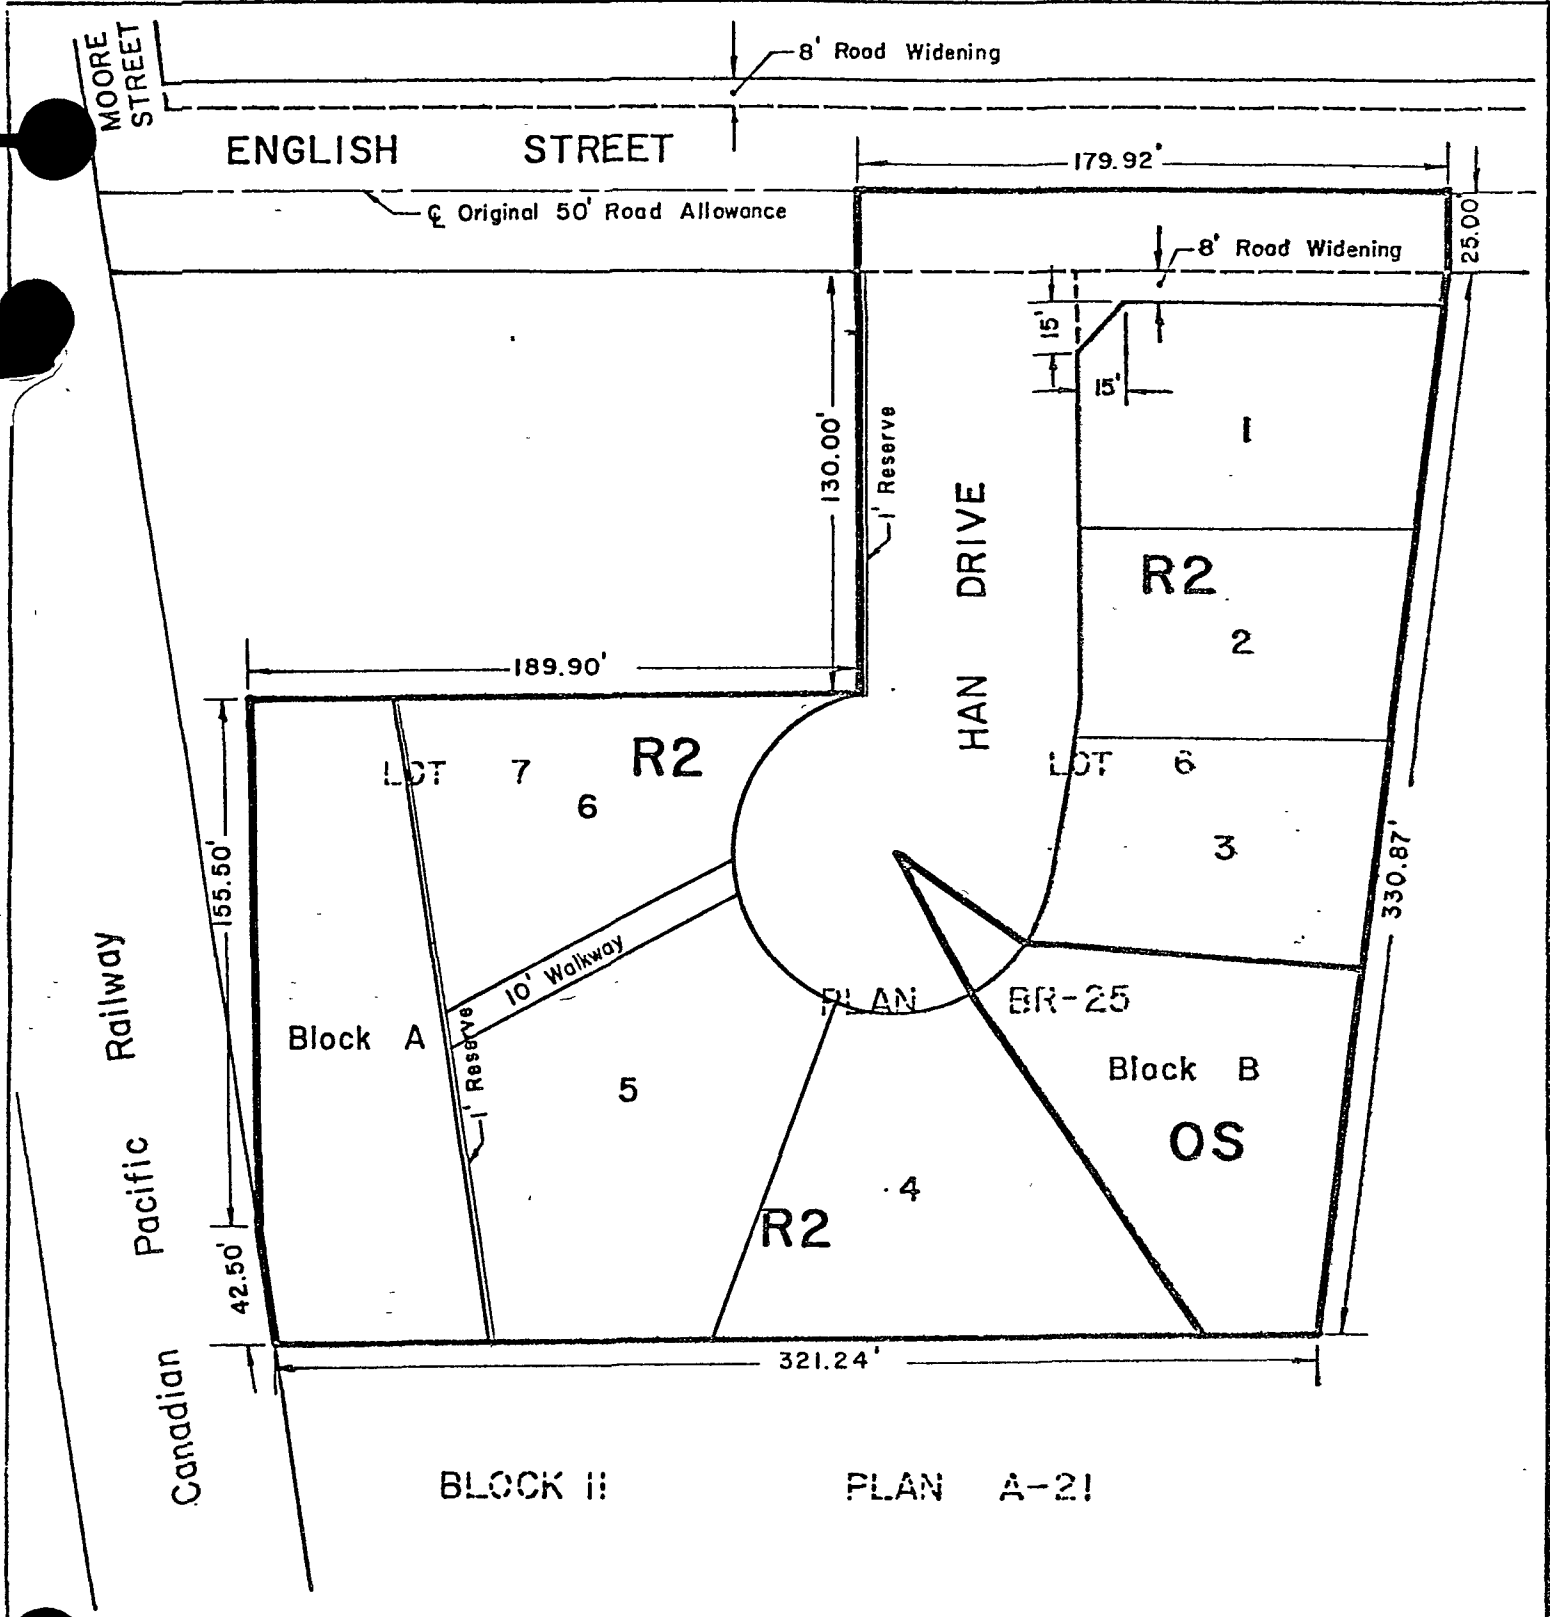 MOORE
STREET
8' Road Widening
ENGLISH STREET
179.92'
℄ Original 50' Road Allowance
25.00'
8' Road Widening
15'
15'
130.00'
1' Reserve
HAN DRIVE
1
R2
2
189.90'
LOT 7
R2
6
LOT 6
3
155.50'
330.87'
10' Walkway
PLAN BR-25
Block A
1' Reserve
5
Block B
OS
4
R2
42.50'
321.24'
Canadian Pacific Railway
BLOCK 11 PLAN A-21